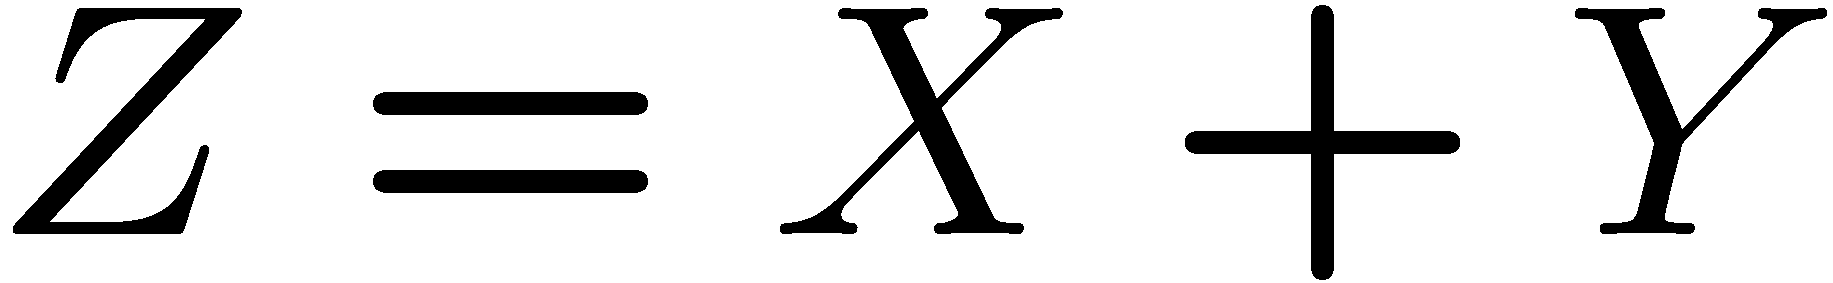 Z = X + Y